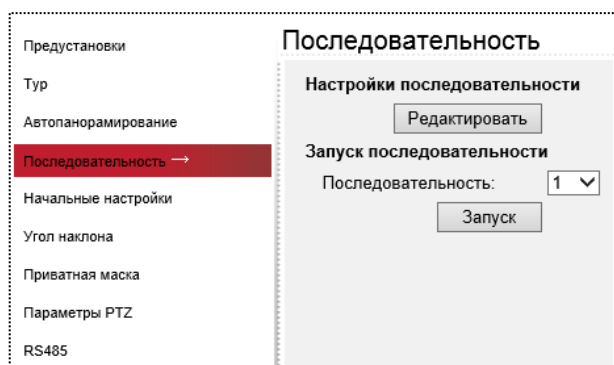 Предустановки
Тур
Автопанорамирование
Последовательность →
Начальные настройки
Угол наклона
Приватная маска
Параметры PTZ
RS485
Последовательность
Настройки последовательности
Редактировать
Запуск последовательности
Последовательность: 1
Запуск